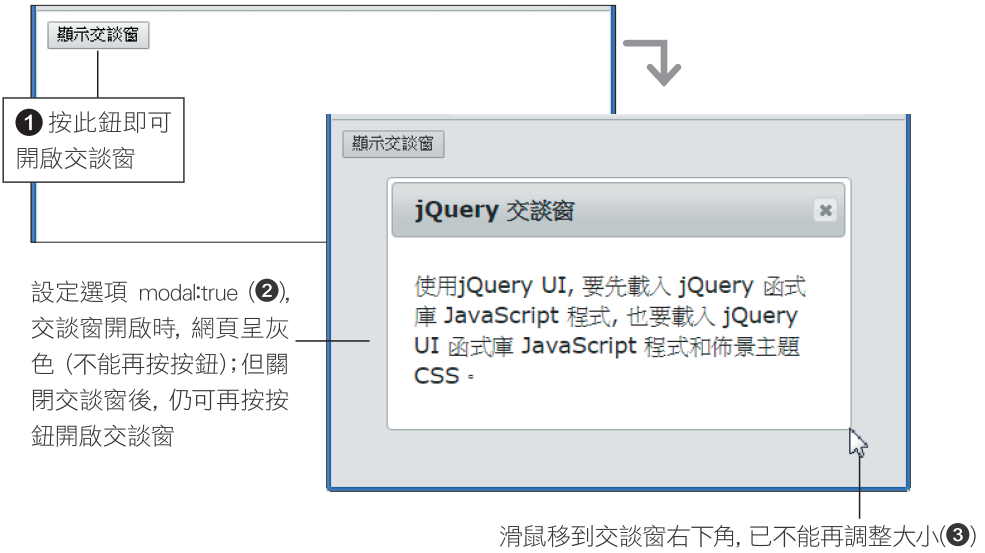 顯示交談窗
❶ 按此鈕即可
開啟交談窗
顯示交談窗
jQuery 交談窗
使用jQuery UI, 要先載入 jQuery 函式
庫 JavaScript 程式, 也要載入 jQuery
UI 函式庫 JavaScript 程式和佈景主題
CSS。
設定選項 modal:true (❷),
交談窗開啟時, 網頁呈灰
色 (不能再按按鈕);但關
閉交談窗後, 仍可再按按
鈕開啟交談窗
滑鼠移到交談窗右下角, 已不能再調整大小(❸)